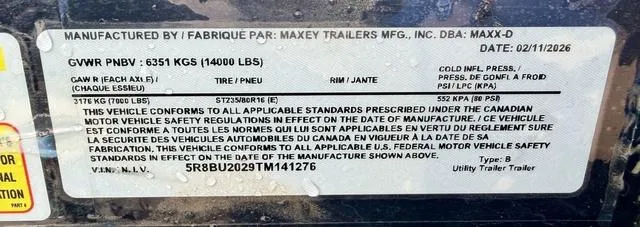 MANUFACTURED BY / FABRIQUÉ PAR: MAXEY TRAILERS MFG., INC. DBA: MAXX-D
DATE: 02/11/2026
GVWR PNBV : 6351 KGS (14000 LBS)
GAWR (EACH AXLE) / (CHAQUE ESSIEU)
TIRE / PNEU
RIM / JANTE
COLD INFL. PRESS. / PRESS. DE GONFL A FROID PSI / LPC (KPA)
3176 KG (7000 LBS)
ST235/80R16 (E)
552 KPA (80 PSI)
THIS VEHICLE CONFORMS TO ALL APPLICABLE STANDARDS PRESCRIBED UNDER THE CANADIAN
MOTOR VEHICLE SAFETY REGULATIONS IN EFFECT ON THE DATE OF MANUFACTURE. / CE VEHICULE
EST CONFORME A TOUTES LES NORMES QUI LUI SONT APPLICABLES EN VERTU DU REGLEMENT SURE
LA SECURITE DES VEHICULES AUTOMOBILES DU CANADA EN VIGUEUR À LA DATE DE SA
FABRICATION, THIS VEHICLE CONFORMS TO ALL APPLICABLE U.S. FEDERAL MOTOR VEHICLE SAFETY
STANDARDS IN EFFECT ON THE DATE OF MANUFACTURE SHOWN ABOVE.
V.I.N. N.I.V.
5R8BU2029TM141276
Type: B
Utility Trailer Trailer
OR
NAL
ATION
PART #